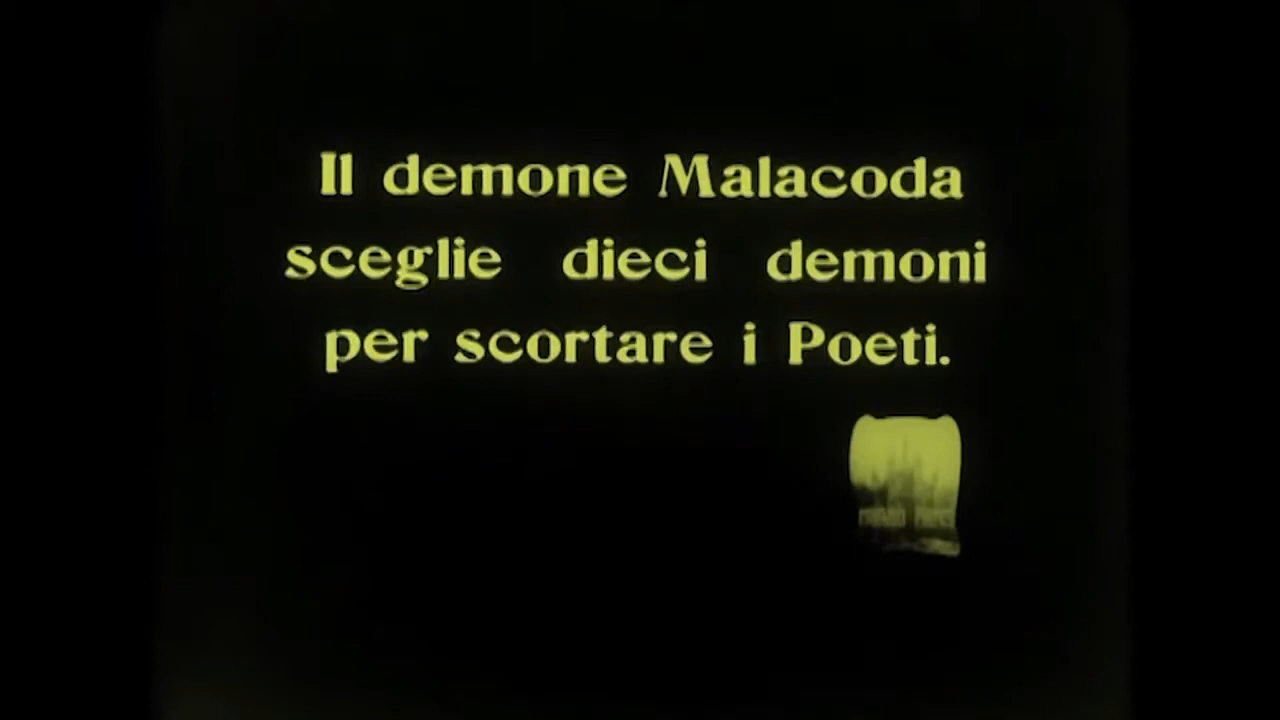 Il demone Malacoda
sceglie dieci demoni
per scortare i Poeti.